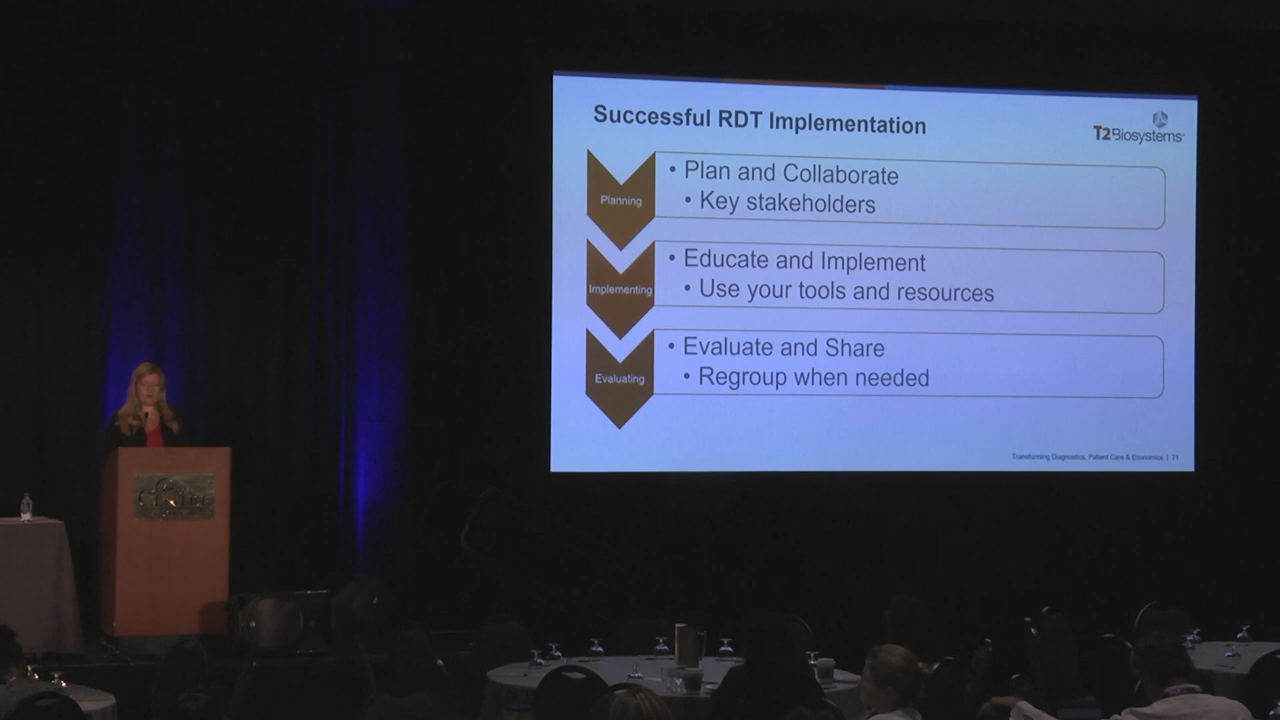 Successful RDT Implementation
T2Biosystems
Planning
• Plan and Collaborate
• Key stakeholders
Implementing
• Educate and Implement
• Use your tools and resources
Evaluating
• Evaluate and Share
• Regroup when needed
Transforming Diagnostics, Patient Care & Economics | 71